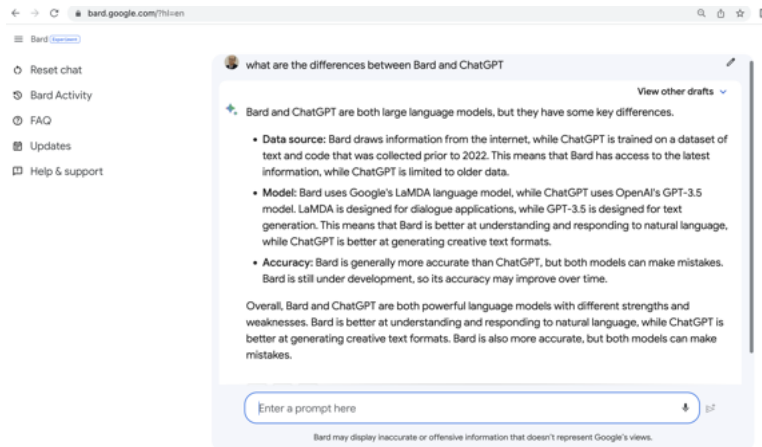 bard.google.com/?hl=en
Bard Experiment
Reset chat
Bard Activity
FAQ
Updates
Help & support
what are the differences between Bard and ChatGPT
View other drafts
Bard and ChatGPT are both large language models, but they have some key differences.
• Data source: Bard draws information from the internet, while ChatGPT is trained on a dataset of
text and code that was collected prior to 2022. This means that Bard has access to the latest
information, while ChatGPT is limited to older data.
• Model: Bard uses Google's LaMDA language model, while ChatGPT uses OpenAI's GPT-3.5
model. LaMDA is designed for dialogue applications, while GPT-3.5 is designed for text
generation. This means that Bard is better at understanding and responding to natural language,
while ChatGPT is better at generating creative text formats.
• Accuracy: Bard is generally more accurate than ChatGPT, but both models can make mistakes.
Bard is still under development, so its accuracy may improve over time.
Overall, Bard and ChatGPT are both powerful language models with different strengths and
weaknesses. Bard is better at understanding and responding to natural language, while ChatGPT is
better at generating creative text formats. Bard is also more accurate, but both models can make
mistakes.
Enter a prompt here
Bard may display inaccurate or offensive information that doesn't represent Google's views.